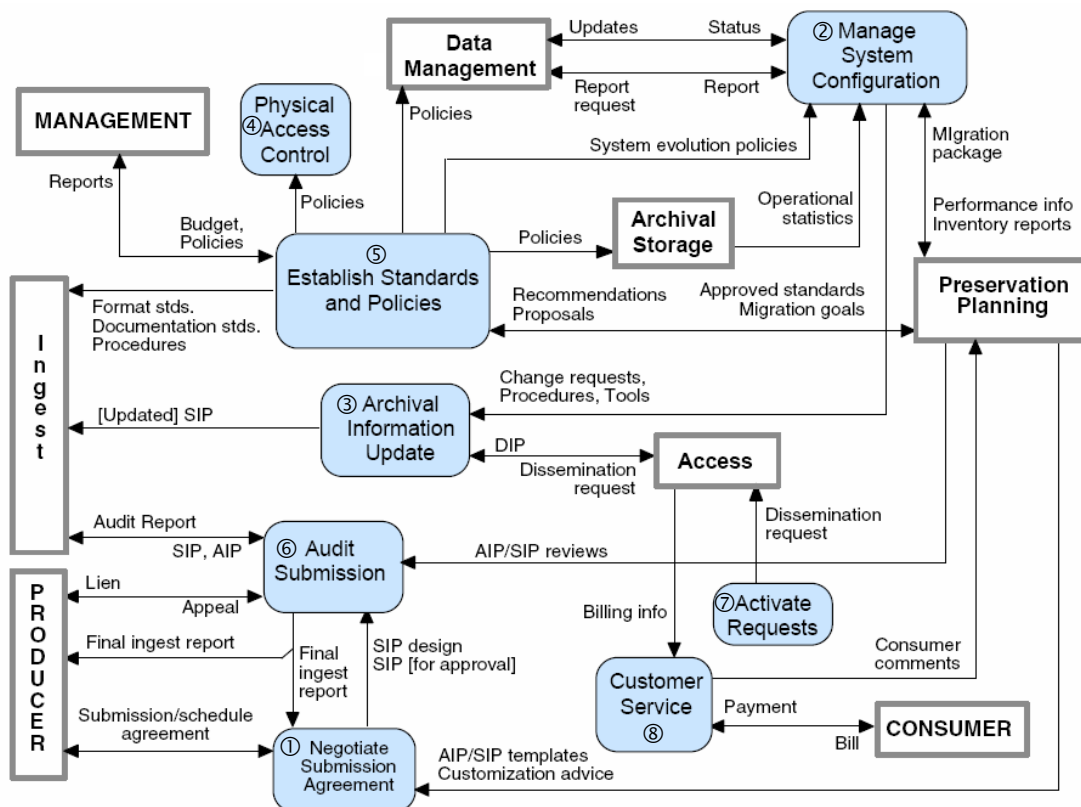 Data
Management
Updates
Status
Report
request
Report
② Manage
System
Configuration
MANAGEMENT
Physical
④Access
Control
Policies
System evolution policies
MIgration
package
Reports
Policies
Budget,
Policies
Operational
statistics
Performance info
Inventory reports
Archival
Storage
Policies
⑤
Establish Standards
and Policies
Preservation
Planning
Format stds.
Documentation stds.
Procedures
Recommendations
Proposals
Approved standards
Migration goals
Ingest
Change requests,
Procedures, Tools
[Updated] SIP
③ Archival
Information
Update
DIP
Dissemination
request
Access
Dissemination
request
Audit Report
SIP, AIP
⑥ Audit
Submission
AIP/SIP reviews
PRODUCER
Lien
Appeal
⑦Activate
Requests
Billing info
Final ingest report
Final
ingest
report
SIP design
SIP [for approval]
Consumer
comments
Customer
Service
⑧
Payment
Bill
CONSUMER
Submission/schedule
agreement
① Negotiate
Submission
Agreement
AIP/SIP templates
Customization advice